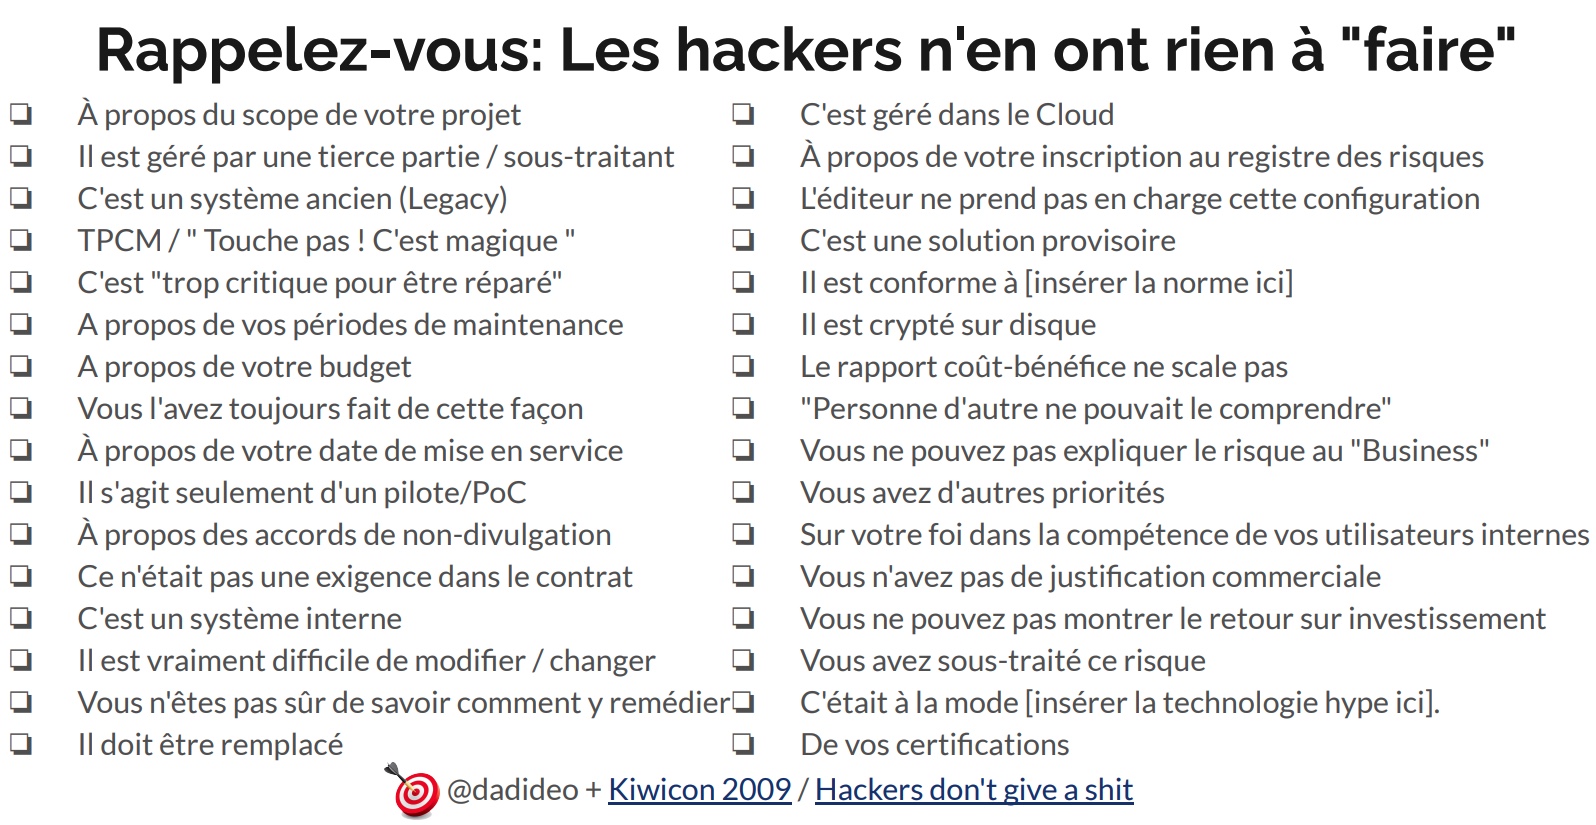 Rappelez-vous: Les hackers n'en ont rien à "faire"
À propos du scope de votre projet
Il est géré par une tierce partie / sous-traitant
C'est un système ancien (Legacy)
TPCM / " Touche pas ! C'est magique "
C'est "trop critique pour être réparé"
A propos de vos périodes de maintenance
A propos de votre budget
Vous l'avez toujours fait de cette façon
À propos de votre date de mise en service
Il s'agit seulement d'un pilote/PoC
À propos des accords de non-divulgation
Ce n'était pas une exigence dans le contrat
C'est un système interne
Il est vraiment difficile de modifier / changer
Vous n'êtes pas sûr de savoir comment y remédier
Il doit être remplacé
C'est géré dans le Cloud
À propos de votre inscription au registre des risques
L'éditeur ne prend pas en charge cette configuration
C'est une solution provisoire
Il est conforme à [insérer la norme ici]
Il est crypté sur disque
Le rapport coût-bénéfice ne scale pas
"Personne d'autre ne pouvait le comprendre"
Vous ne pouvez pas expliquer le risque au "Business"
Vous avez d'autres priorités
Sur votre foi dans la compétence de vos utilisateurs internes
Vous n'avez pas de justification commerciale
Vous ne pouvez pas montrer le retour sur investissement
Vous avez sous-traité ce risque
C'était à la mode [insérer la technologie hype ici].
De vos certifications
@dadideo + Kiwicon 2009 / Hackers don't give a shit